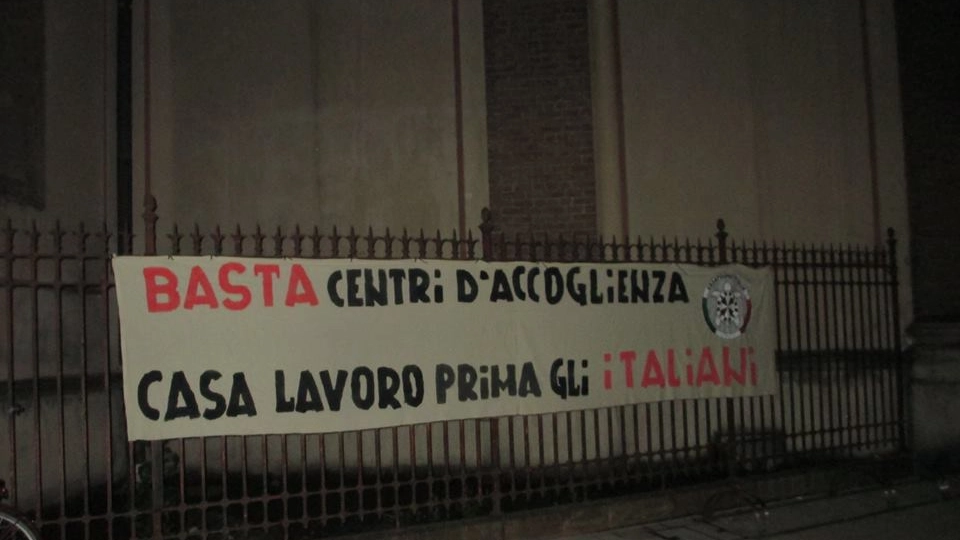 BASTA CENTRi D'ACCOGLiENZA
CASA LAVORO PRiMA GLi iTALiANi